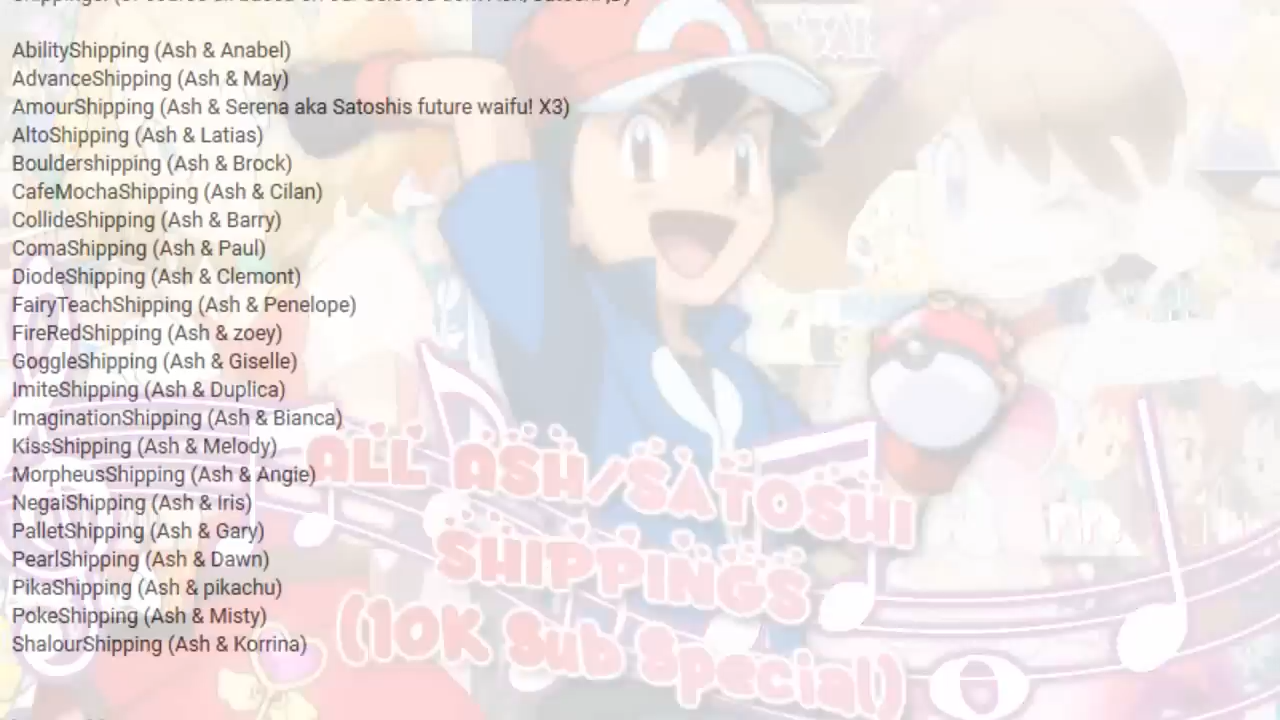 AbilityShipping (Ash & Anabel)
AdvanceShipping (Ash & May)
AmourShipping (Ash & Serena aka Satoshis future waifu! X3)
AltoShipping (Ash & Latias)
Bouldershipping (Ash & Brock)
CafeMochaShipping (Ash & Cilan)
CollideShipping (Ash & Barry)
ComaShipping (Ash & Paul)
DiodeShipping (Ash & Clemont)
FairyTeachShipping (Ash & Penelope)
FireRedShipping (Ash & zoey)
GoggleShipping (Ash & Giselle)
ImiteShipping (Ash & Duplica)
ImaginationShipping (Ash & Bianca)
KissShipping (Ash & Melody)
MorpheusShipping (Ash & Angie)
NegaiShipping (Ash & Iris)
PalletShipping (Ash & Gary)
PearlShipping (Ash & Dawn)
PikaShipping (Ash & pikachu)
PokeShipping (Ash & Misty)
ShalourShipping (Ash & Korrina)
ALL ASH/SATOSHI
SHIPPINGS
(10K Sub Special)